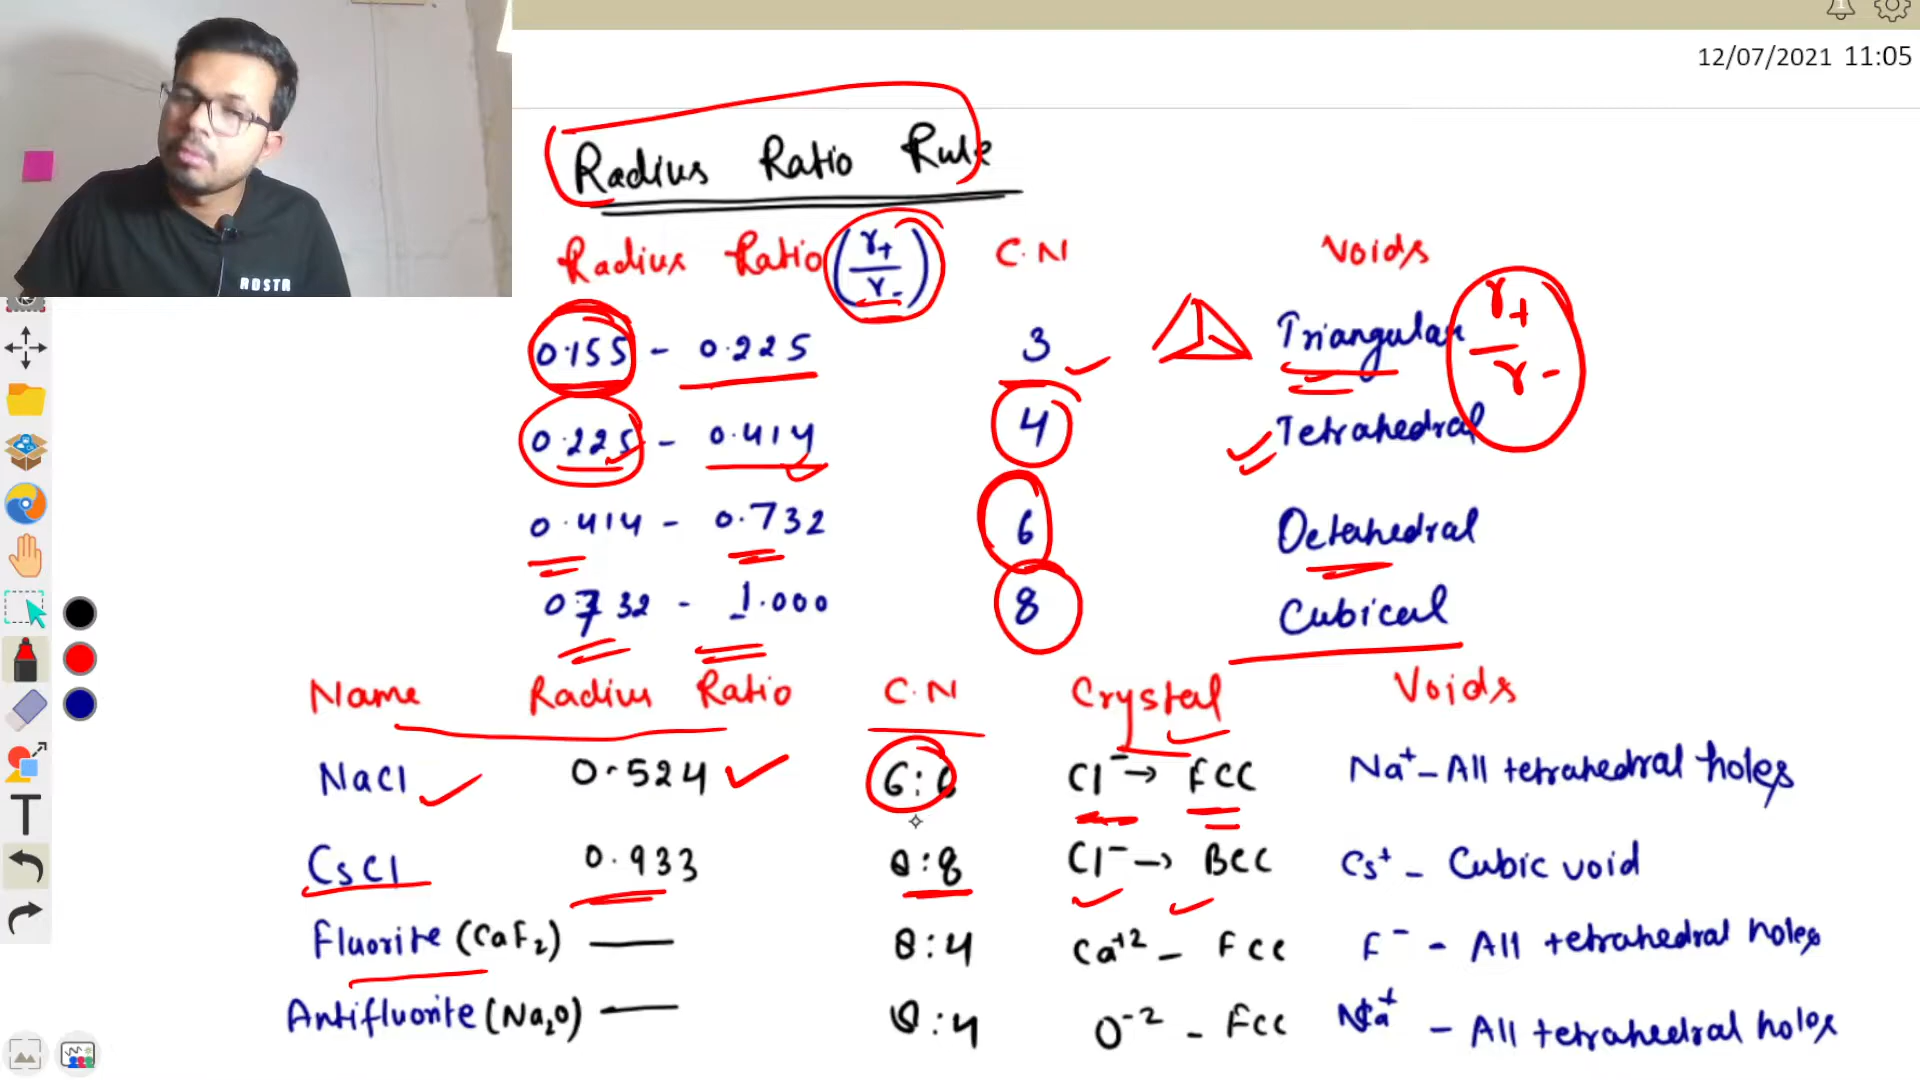 12/07/2021 11:05
Radius Ratio Rule
Radius Ratio (r+/r-) C.N Voids
0.155 - 0.225 3 Triangular r+/r-
0.225 - 0.414 4 Tetrahedral
0.414 - 0.732 6 Octahedral
0.732 - 1.000 8 Cubical
Name Radius Ratio C.N Crystal Voids
NaCl 0.524 6:6 Cl⁻ → FCC Na⁺ - All tetrahedral holes
CsCl 0.933 8:8 Cl⁻ → BCC Cs⁺ - Cubic void
Fluorite (CaF₂) — 8:4 Ca⁺² - FCC F⁻ - All tetrahedral holes
Antifluorite (Na₂O) — 8:4 O⁻² - FCC Na⁺ - All tetrahedral holes